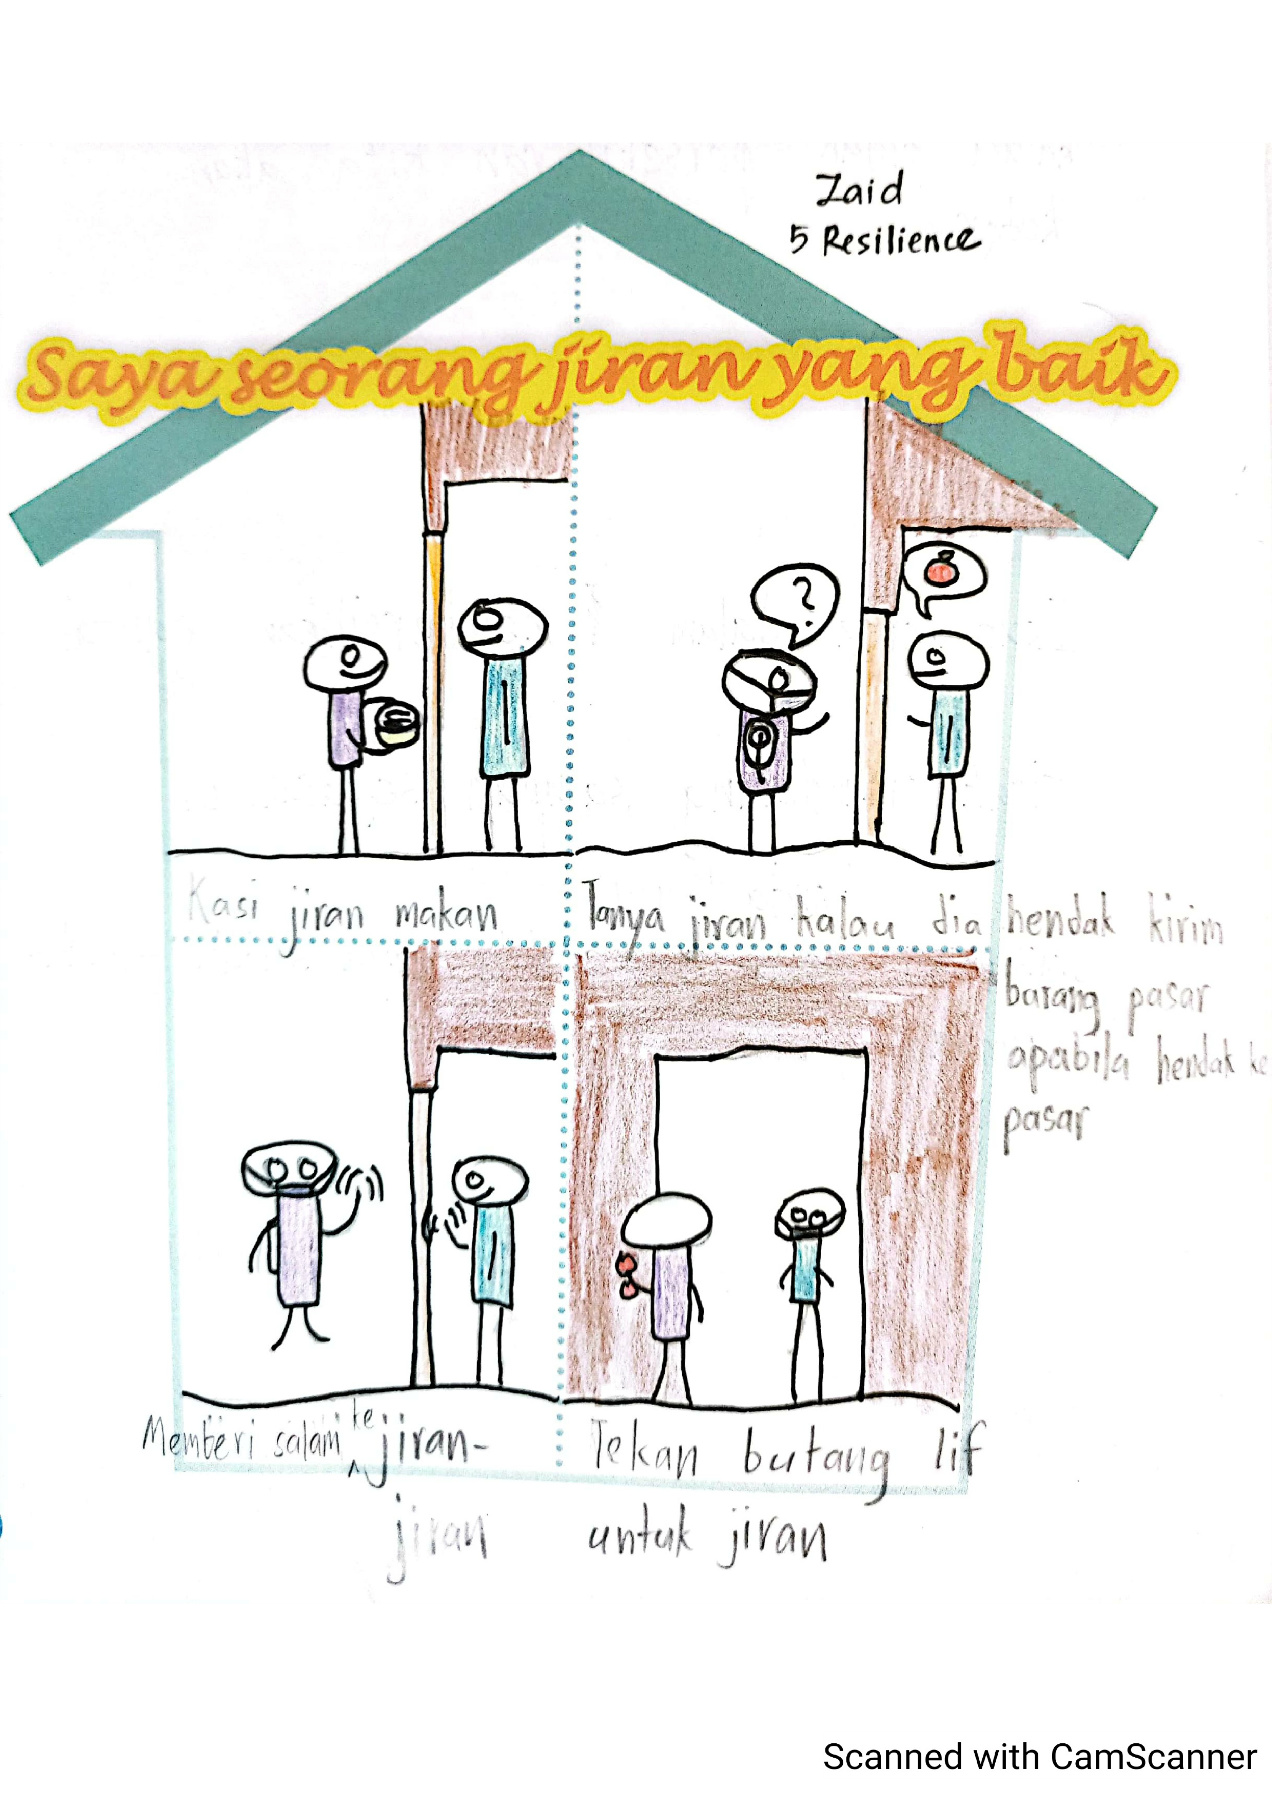 Zaid
5 Resilience
Saya seorang jiran yang baik
Kasi jiran makan
Tanya jiran kalau dia hendak kirim
barang pasar
apabila hendak ke
pasar
Memberi salam ke jiran-
jiran
Tekan butang lif
untuk jiran
Scanned with CamScanner